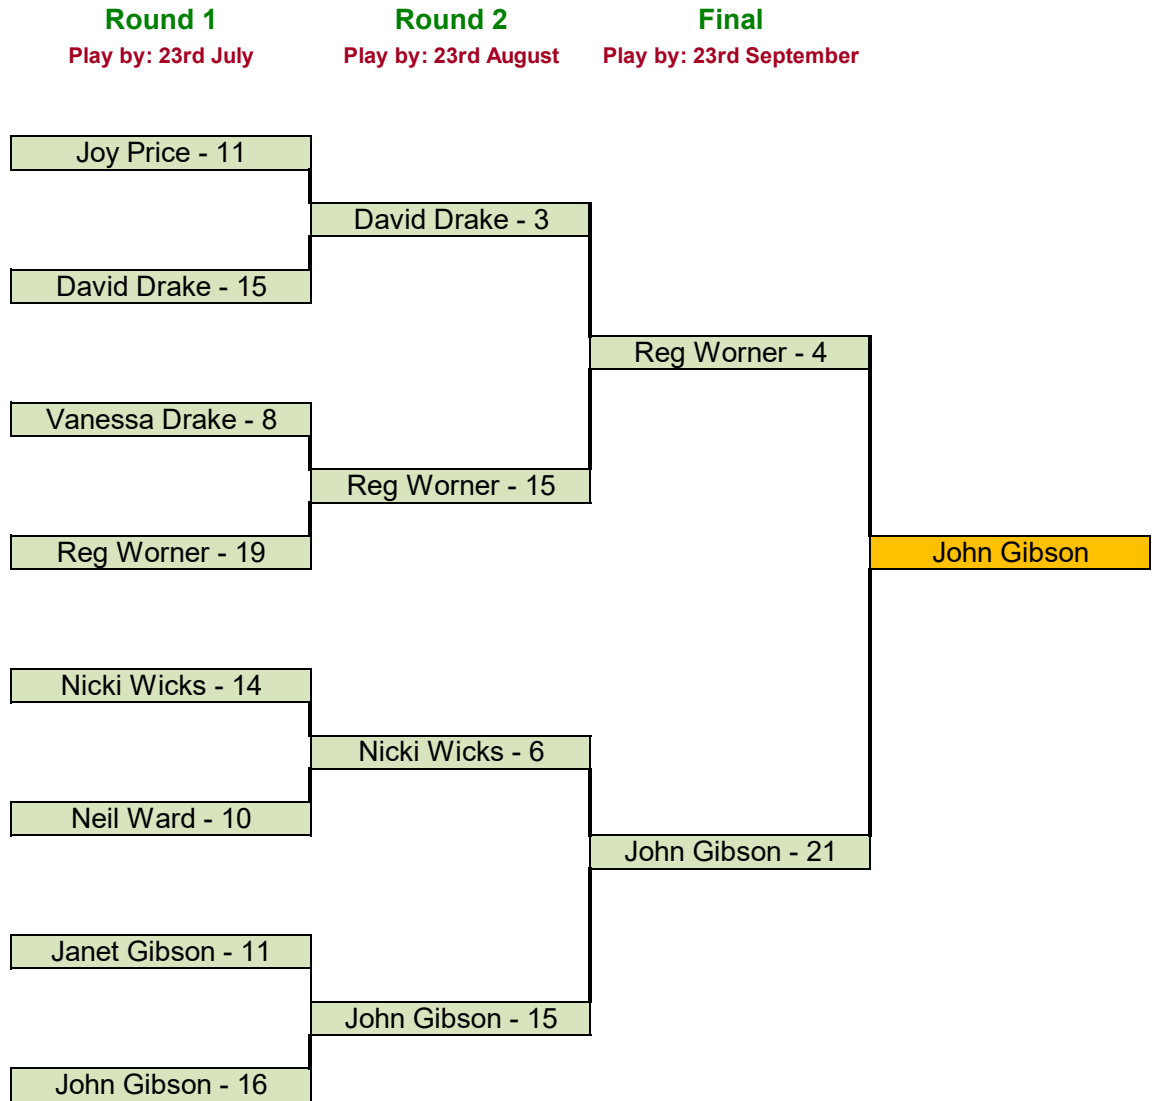 Round 1
Round 2
Final
Play by: 23rd July
Play by: 23rd August
Play by: 23rd September
Joy Price - 11
David Drake - 3
David Drake - 15
Reg Worner - 4
Vanessa Drake - 8
Reg Worner - 15
Reg Worner - 19
John Gibson
Nicki Wicks - 14
Nicki Wicks - 6
Neil Ward - 10
John Gibson - 21
Janet Gibson - 11
John Gibson - 15
John Gibson - 16